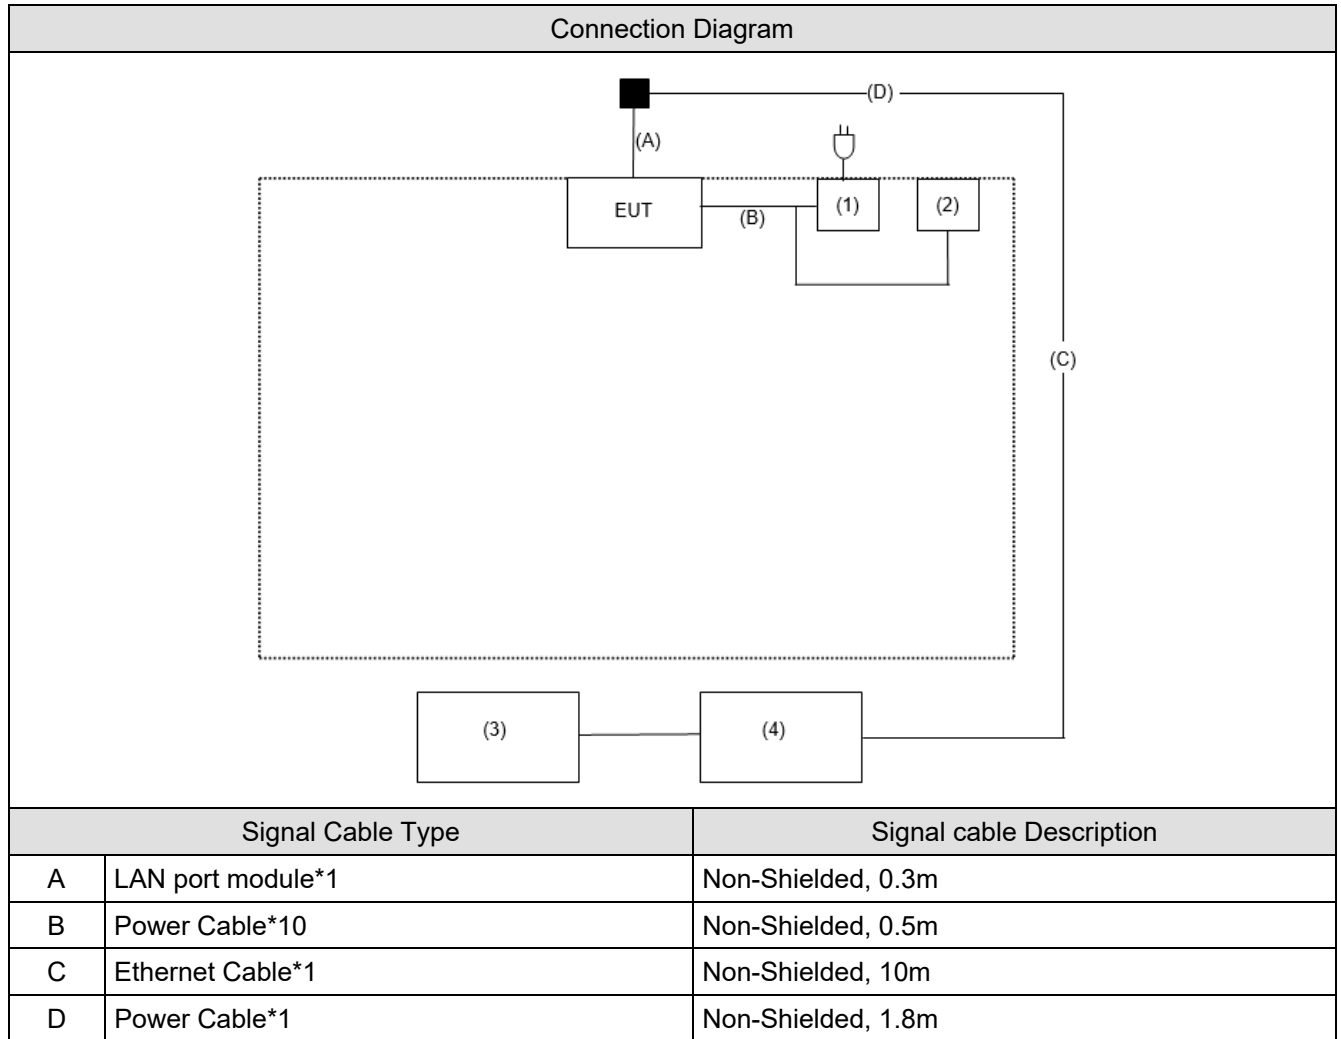 Connection Diagram
(D)
(A)
EUT
(B)
(1)
(2)
(C)
(3)
(4)
Signal Cable Type Signal cable Description
A LAN port module*1 Non-Shielded, 0.3m
B Power Cable*10 Non-Shielded, 0.5m
C Ethernet Cable*1 Non-Shielded, 10m
D Power Cable*1 Non-Shielded, 1.8m